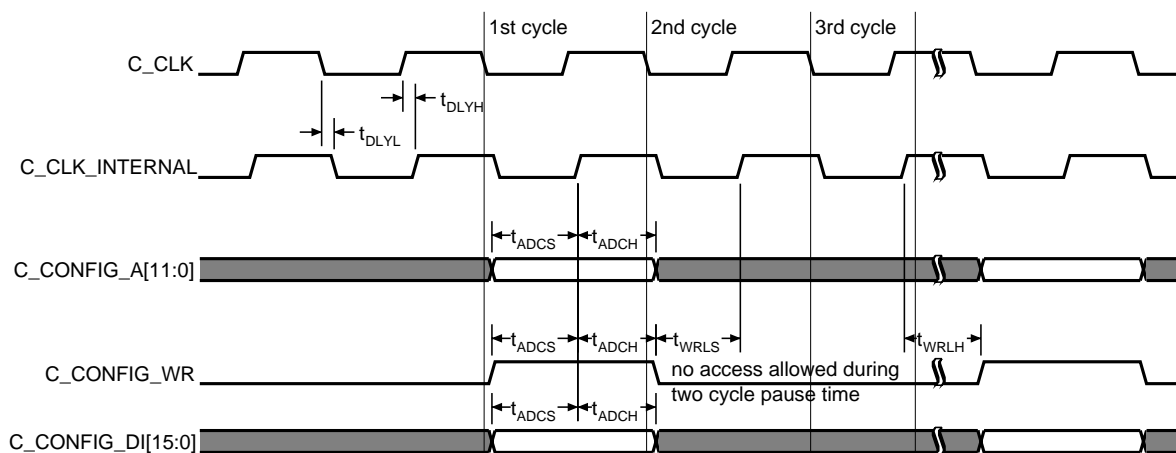 1st cycle 2nd cycle 3rd cycle
C_CLK
tDLYH
tDLYL
C_CLK_INTERNAL
tADCS tADCH
C_CONFIG_A[11:0]
tADCS tADCH tWRLS tWRLH
C_CONFIG_WR
no access allowed during
two cycle pause time
tADCS tADCH
C_CONFIG_DI[15:0]